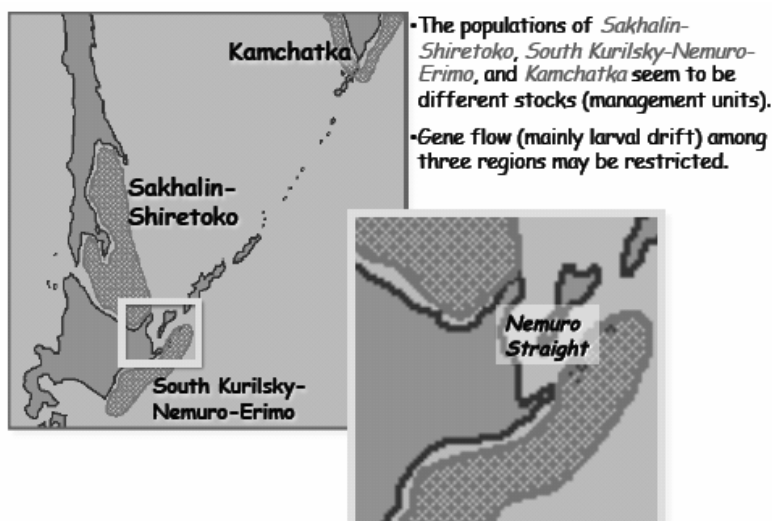 Kamchatka
Sakhalin-
Shiretoko
South Kurilsky-
Nemuro-Erimo
•The populations of Sakhalin-
Shiretoko, South Kurilsky-Nemuro-
Erimo, and Kamchatka seem to be
different stocks (management units).
•Gene flow (mainly larval drift) among
three regions may be restricted.
Nemuro
Straight